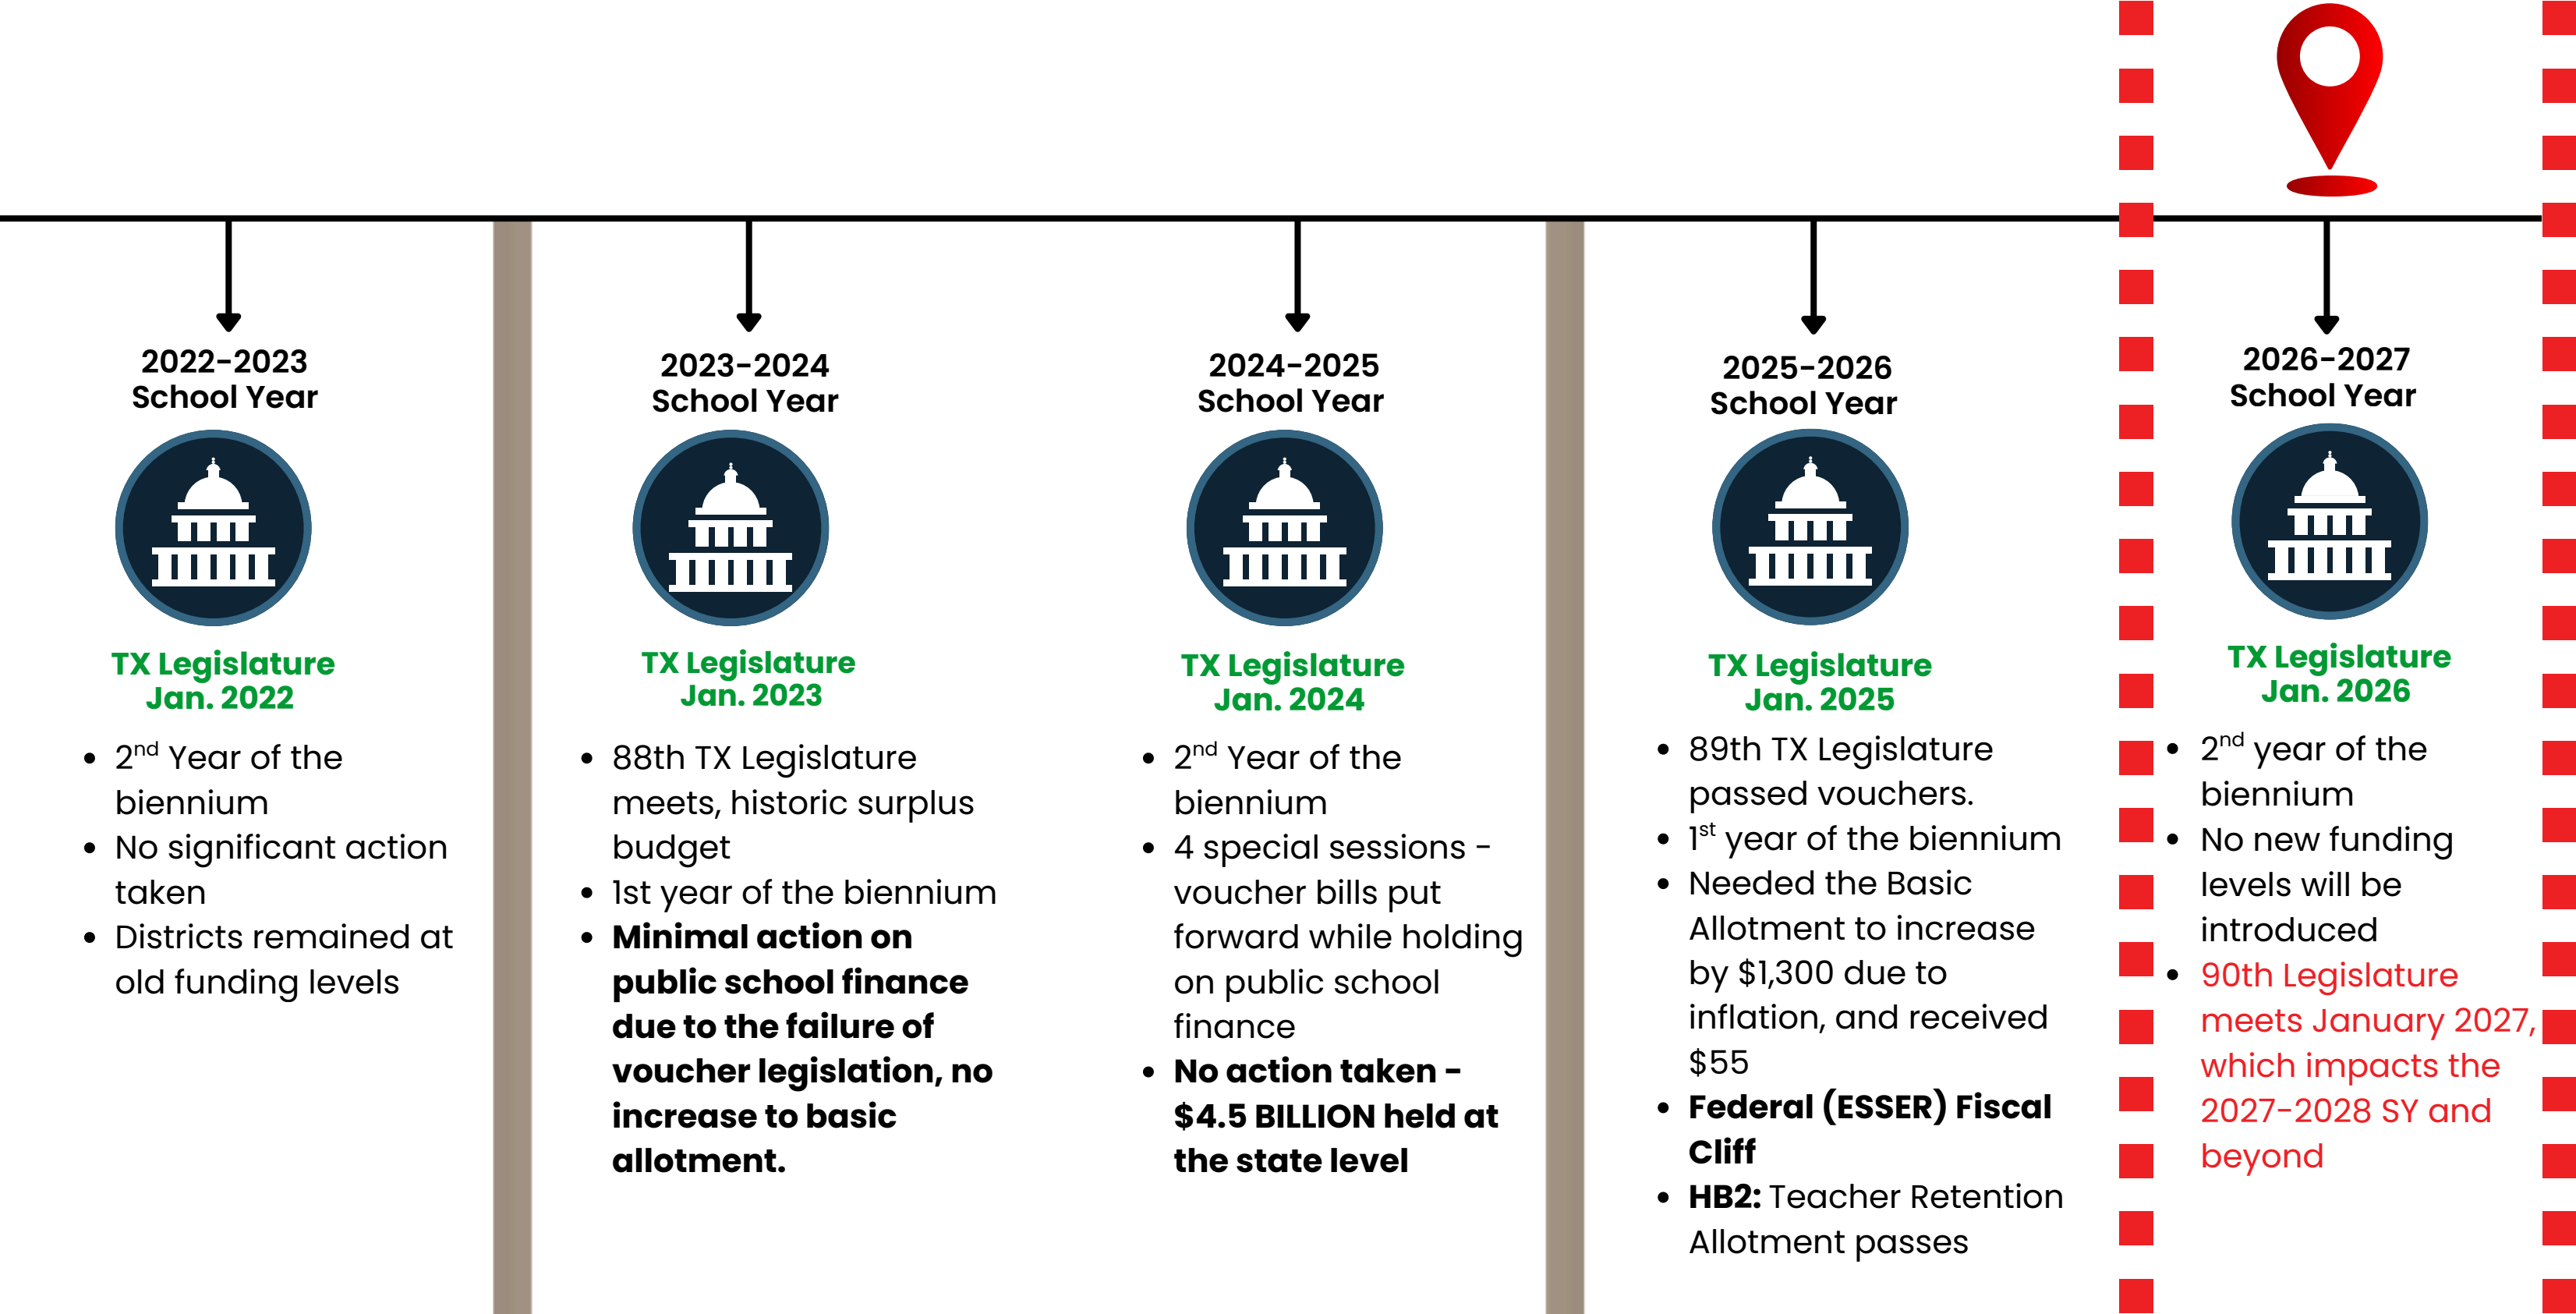 2022-2023
School Year
TX Legislature
Jan. 2022
• 2nd Year of the
biennium
• No significant action
taken
• Districts remained at
old funding levels
2023-2024
School Year
TX Legislature
Jan. 2023
• 88th TX Legislature
meets, historic surplus
budget
• 1st year of the biennium
• Minimal action on
public school finance
due to the failure of
voucher legislation, no
increase to basic
allotment.
2024-2025
School Year
TX Legislature
Jan. 2024
• 2nd Year of the
biennium
• 4 special sessions -
voucher bills put
forward while holding
on public school
finance
• No action taken -
$4.5 BILLION held at
the state level
2025-2026
School Year
TX Legislature
Jan. 2025
• 89th TX Legislature
passed vouchers.
• 1st year of the biennium
• Needed the Basic
Allotment to increase
by $1,300 due to
inflation, and received
$55
• Federal (ESSER) Fiscal
Cliff
• HB2: Teacher Retention
Allotment passes
2026-2027
School Year
TX Legislature
Jan. 2026
• 2nd year of the
biennium
• No new funding
levels will be
introduced
• 90th Legislature
meets January 2027,
which impacts the
2027-2028 SY and
beyond